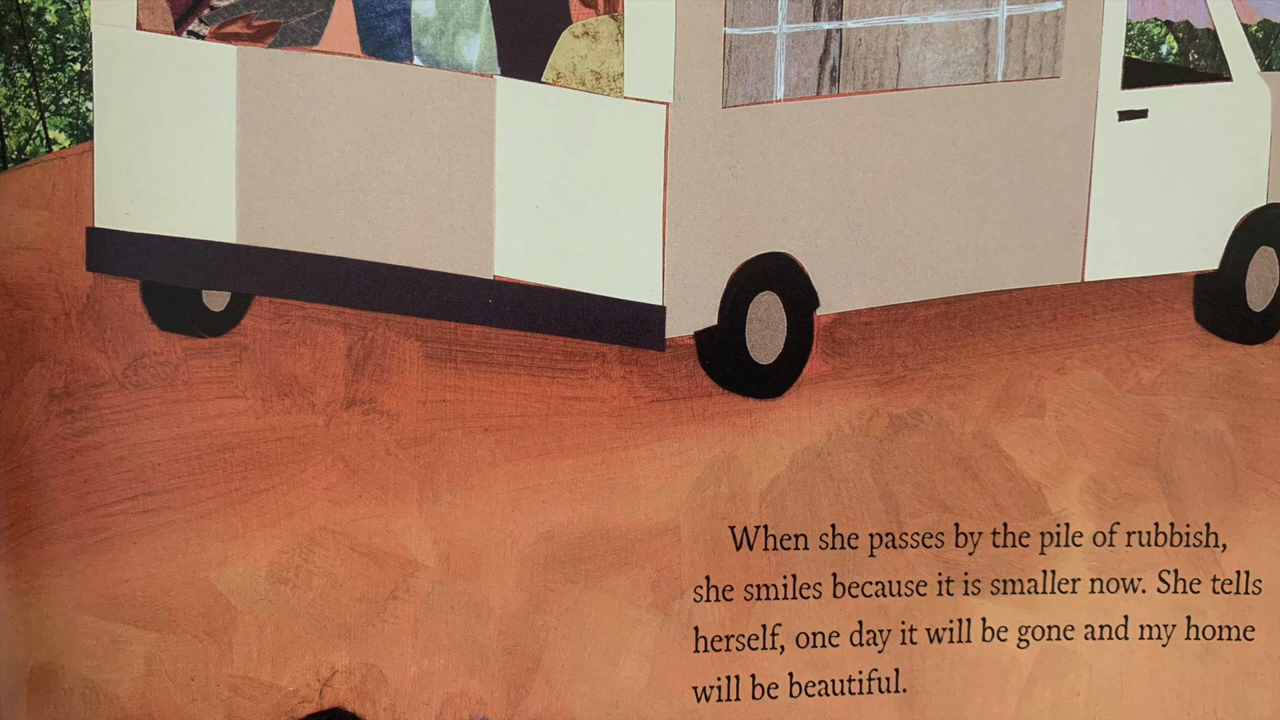 When she passes by the pile of rubbish,
she smiles because it is smaller now. She tells
herself, one day it will be gone and my home
will be beautiful.